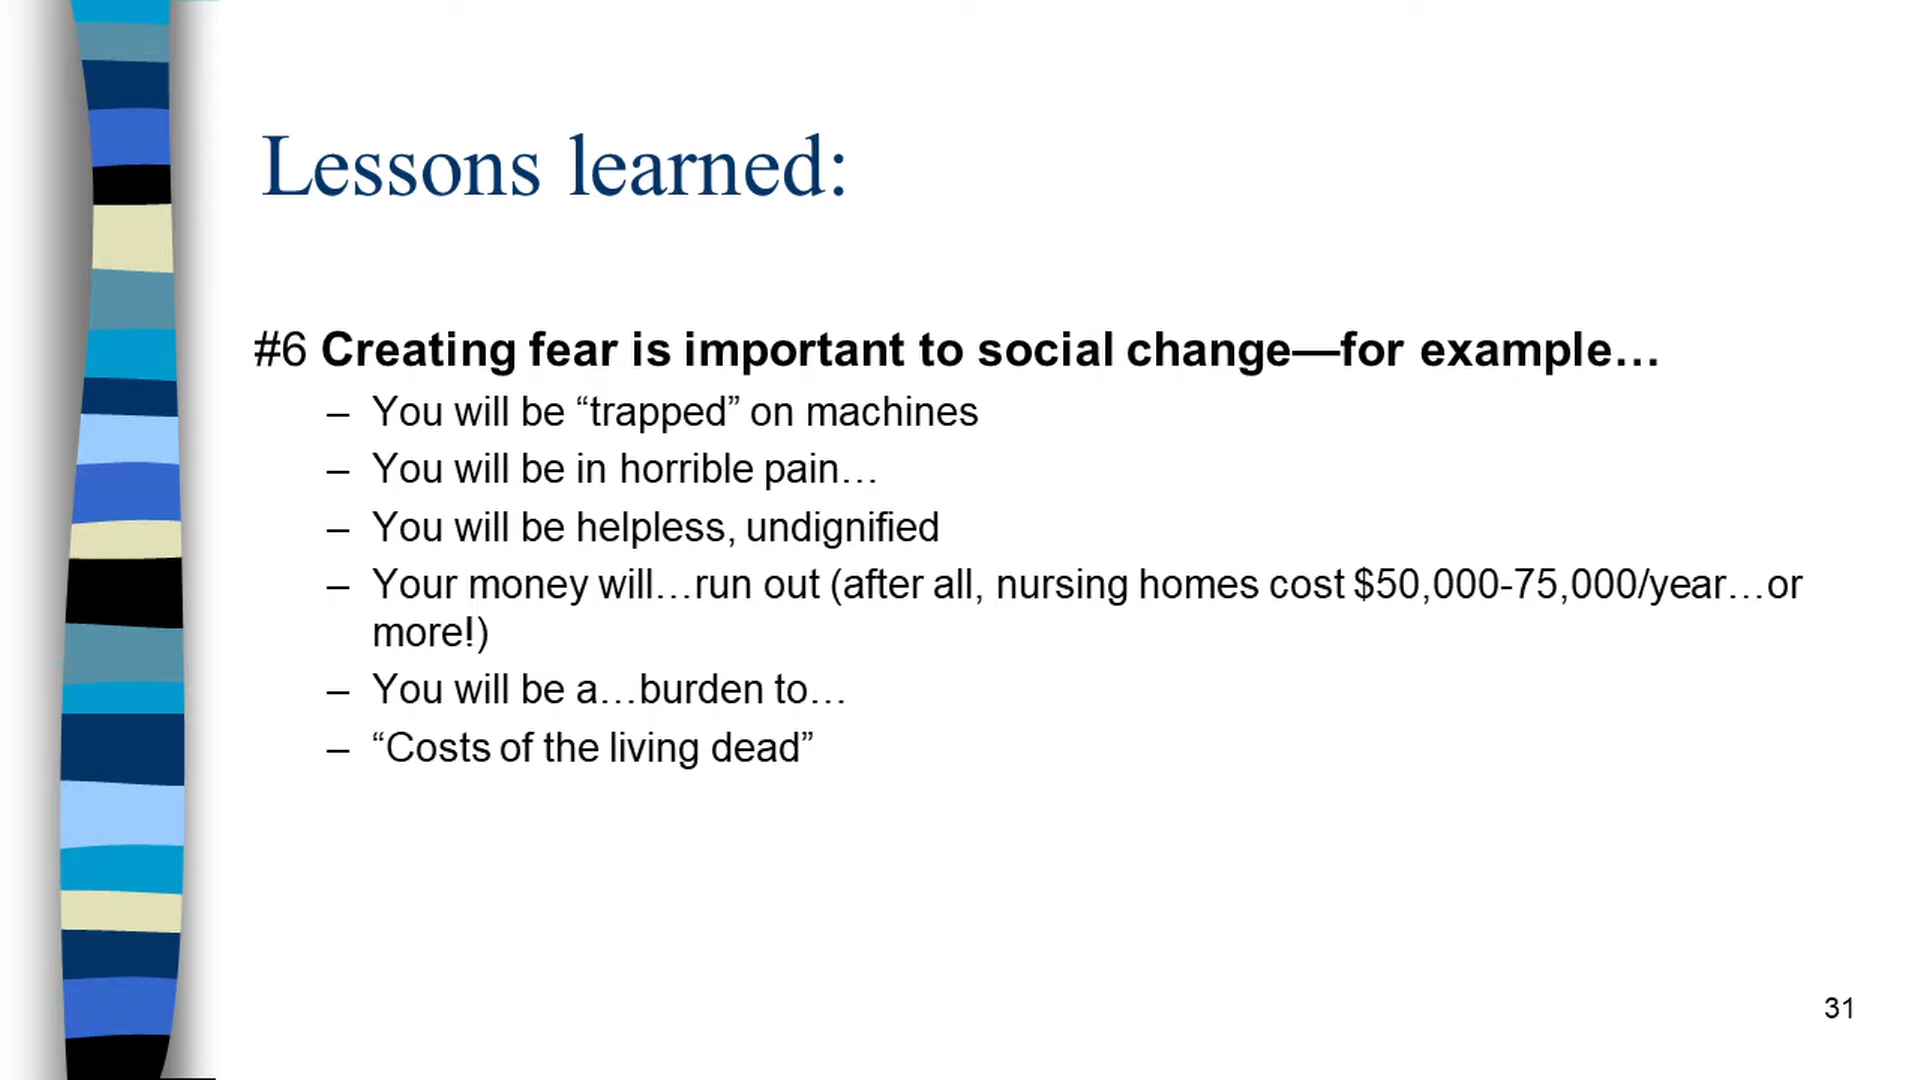 Lessons learned:
#6 Creating fear is important to social change—for example…
– You will be “trapped” on machines
– You will be in horrible pain…
– You will be helpless, undignified
– Your money will…run out (after all, nursing homes cost $50,000-75,000/year…or
more!)
– You will be a…burden to…
– “Costs of the living dead”
31